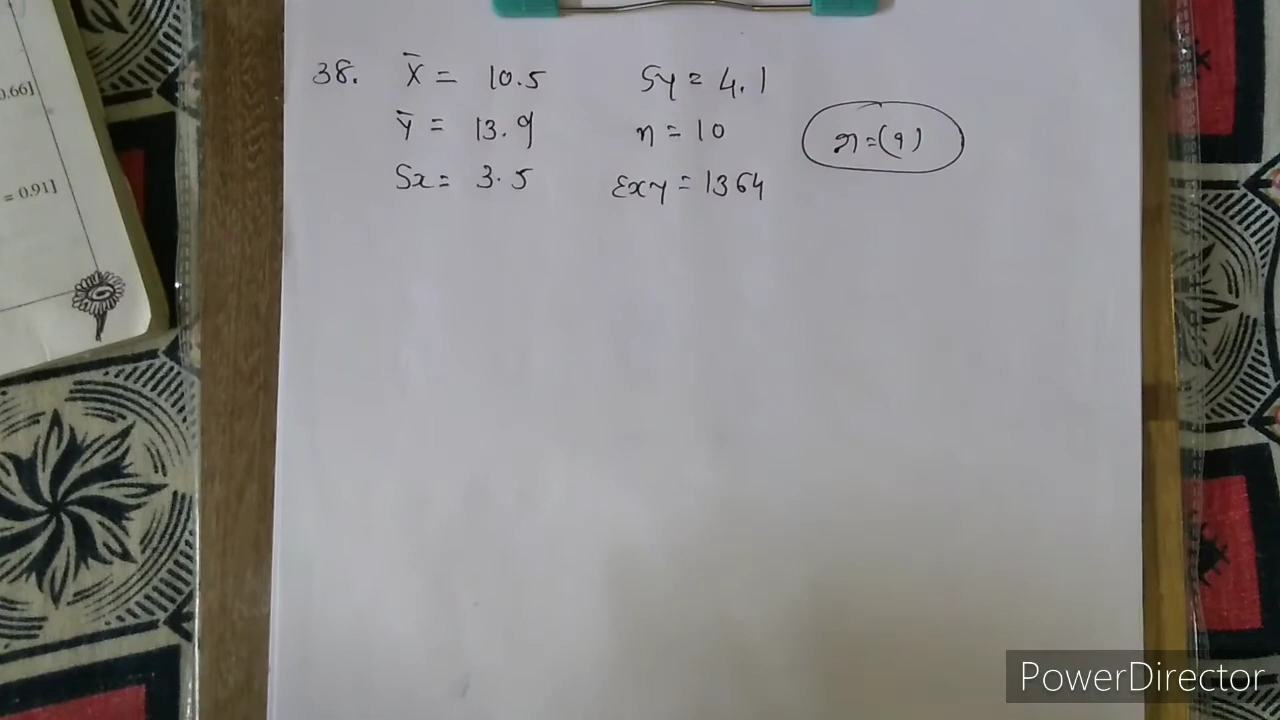 0.66]
= 0.91]
38. X̄ = 10.5 Sy = 4.1
Ȳ = 13.9 n = 10 r = (?)
Sx = 3.5 Σxy = 1364
PowerDirector